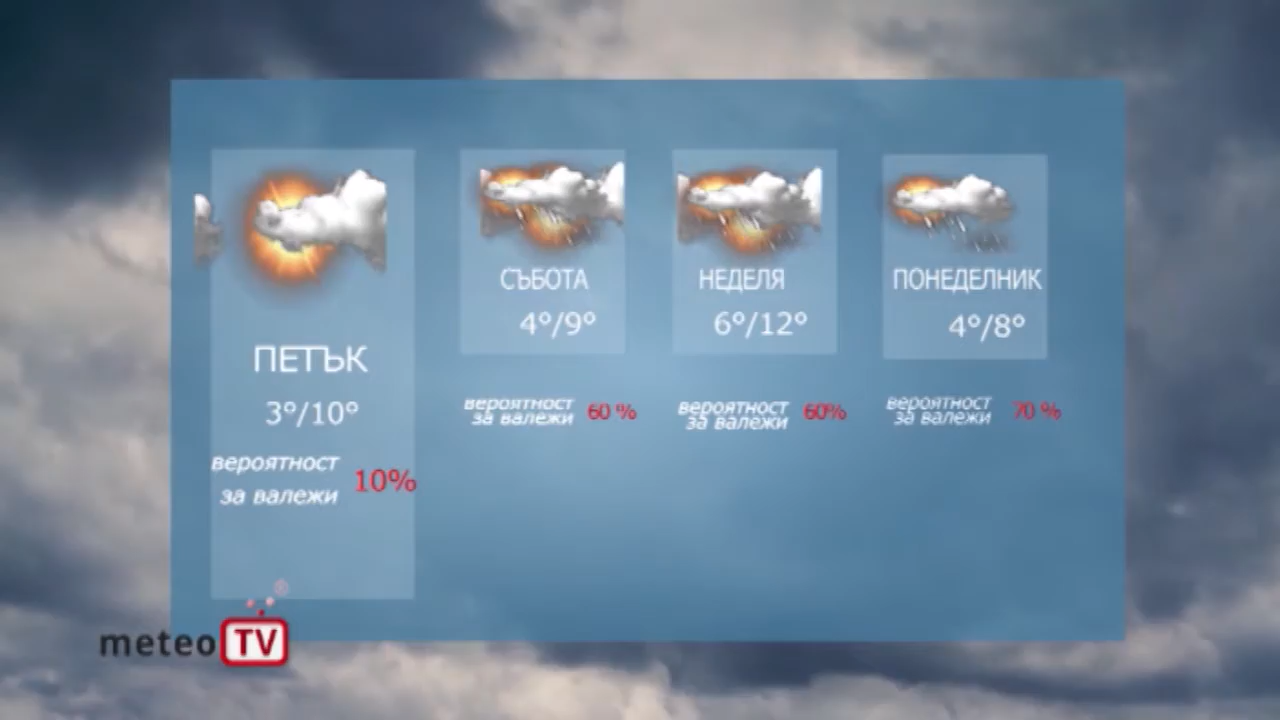 ПЕТЪК
3°/10°
вероятност
за валежи
10%
СЪБОТА
4°/9°
вероятност
за валежи
60 %
НЕДЕЛЯ
6°/12°
вероятност
за валежи
60%
ПОНЕДЕЛНИК
4°/8°
вероятност
за валежи
70 %
meteo TV ®